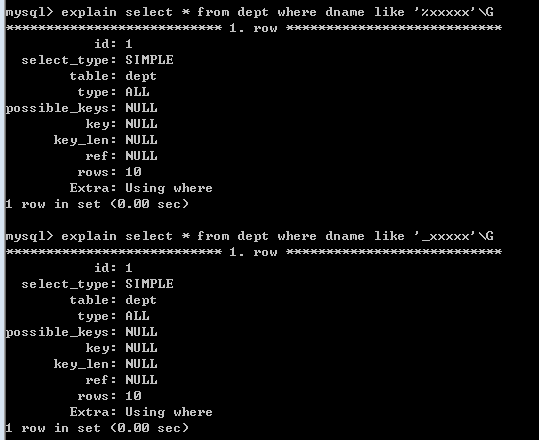 mysql> explain select * from dept where dname like '%xxxxx'\G
*************************** 1. row ***************************
id: 1
select_type: SIMPLE
table: dept
type: ALL
possible_keys: NULL
key: NULL
key_len: NULL
ref: NULL
rows: 10
Extra: Using where
1 row in set (0.00 sec)
mysql> explain select * from dept where dname like '_xxxxx'\G
*************************** 1. row ***************************
id: 1
select_type: SIMPLE
table: dept
type: ALL
possible_keys: NULL
key: NULL
key_len: NULL
ref: NULL
rows: 10
Extra: Using where
1 row in set (0.00 sec)